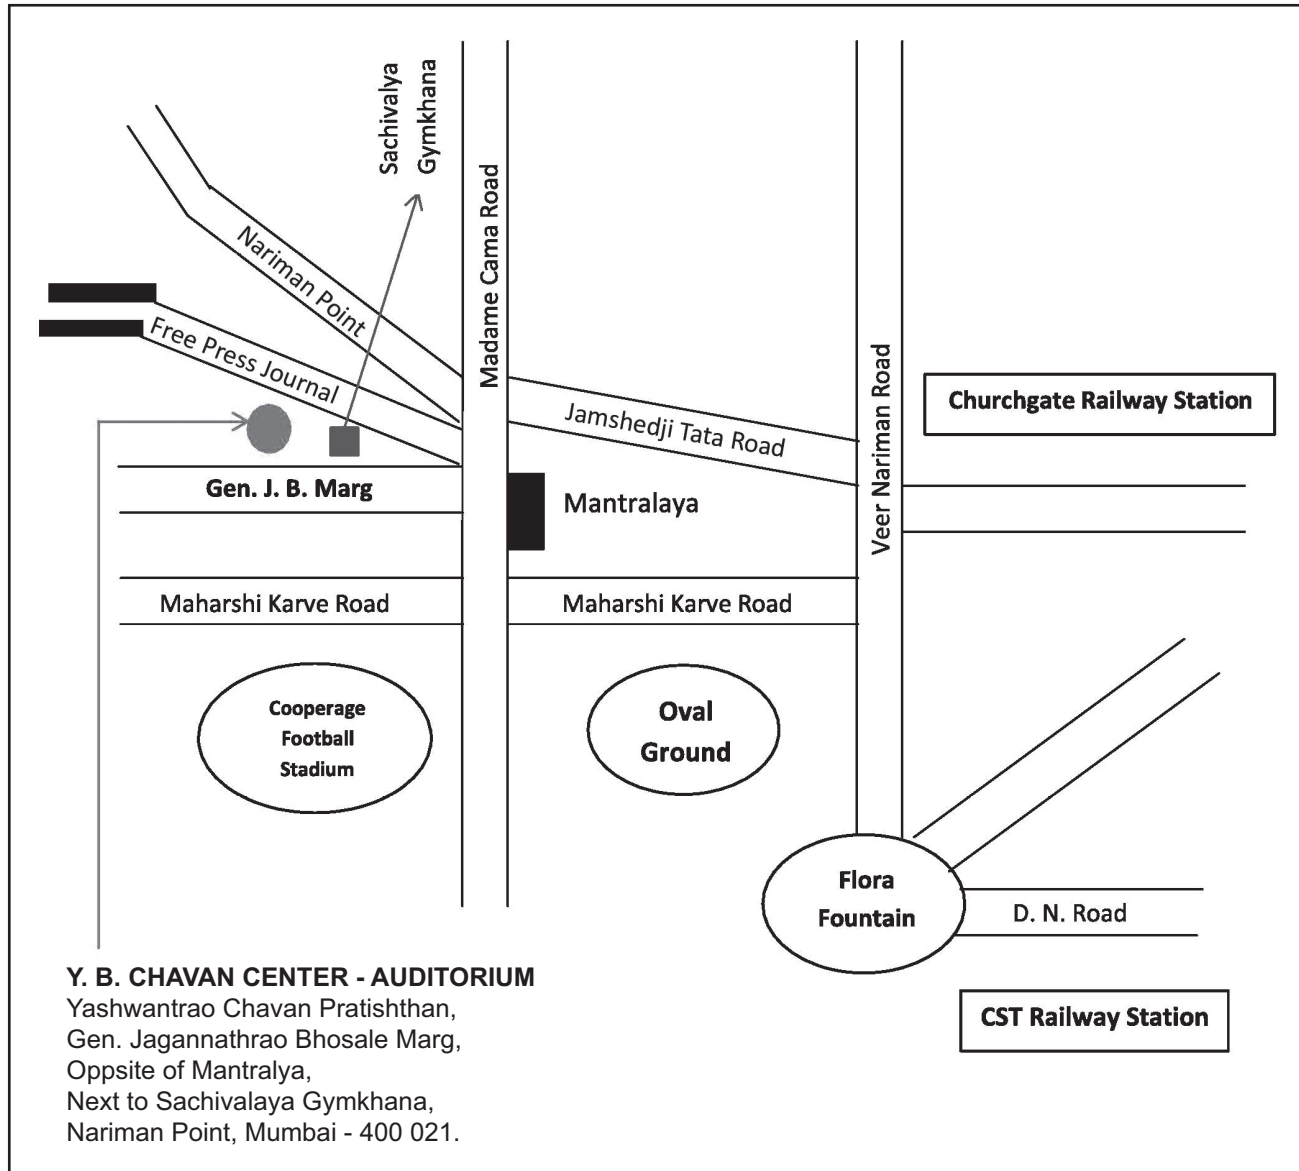 Sachivalya
Gymkhana
Madame Cama Road
Nariman Point
Free Press Journal
Veer Nariman Road
Churchgate Railway Station
Jamshedji Tata Road
Gen. J. B. Marg
Mantralaya
Maharshi Karve Road
Maharshi Karve Road
Cooperage
Football
Stadium
Oval
Ground
Flora
Fountain
D. N. Road
CST Railway Station
Y. B. CHAVAN CENTER - AUDITORIUM
Yashwantrao Chavan Pratishthan,
Gen. Jagannathrao Bhosale Marg,
Oppsite of Mantralya,
Next to Sachivalaya Gymkhana,
Nariman Point, Mumbai - 400 021.